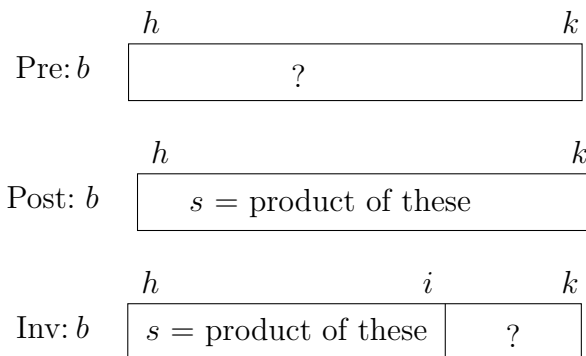 h k
Pre: b ?
h k
Post: b s = product of these
h i k
Inv: b s = product of these ?